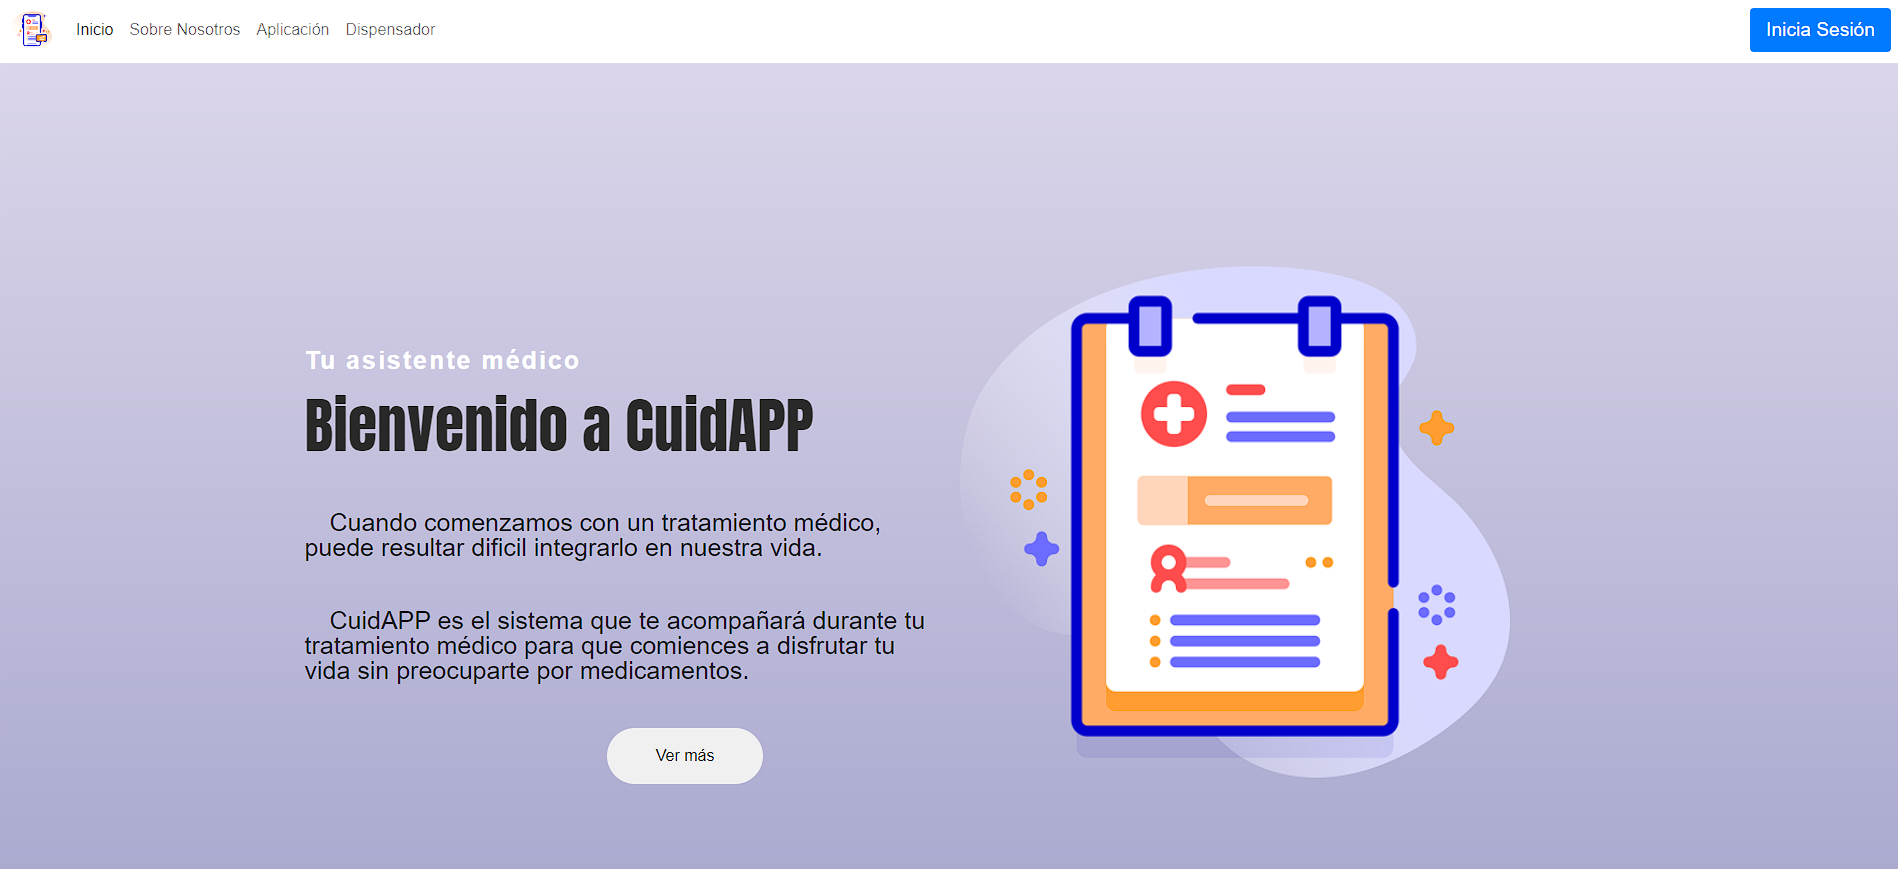 Inicio Sobre Nosotros Aplicación Dispensador Inicia Sesión
Tu asistente médico
Bienvenido a CuidAPP
Cuando comenzamos con un tratamiento médico,
puede resultar dificil integrarlo en nuestra vida.
CuidAPP es el sistema que te acompañará durante tu
tratamiento médico para que comiences a disfrutar tu
vida sin preocuparte por medicamentos.
Ver más